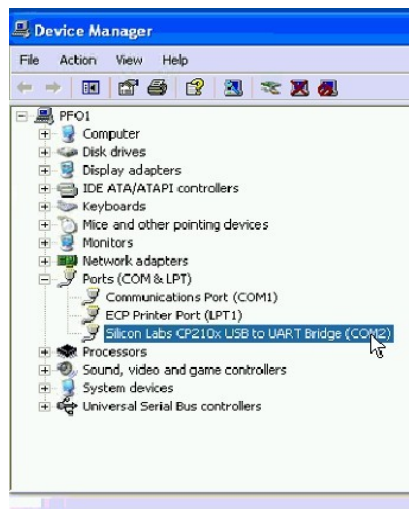 Device Manager
File Action View Help
PFO1
Computer
Disk drives
Display adapters
IDE ATA/ATAPI controllers
Keyboards
Mice and other pointing devices
Monitors
Network adapters
Ports (COM & LPT)
Communications Port (COM1)
ECP Printer Port (LPT1)
Silicon Labs CP210x USB to UART Bridge (COM2)
Processors
Sound, video and game controllers
System devices
Universal Serial Bus controllers